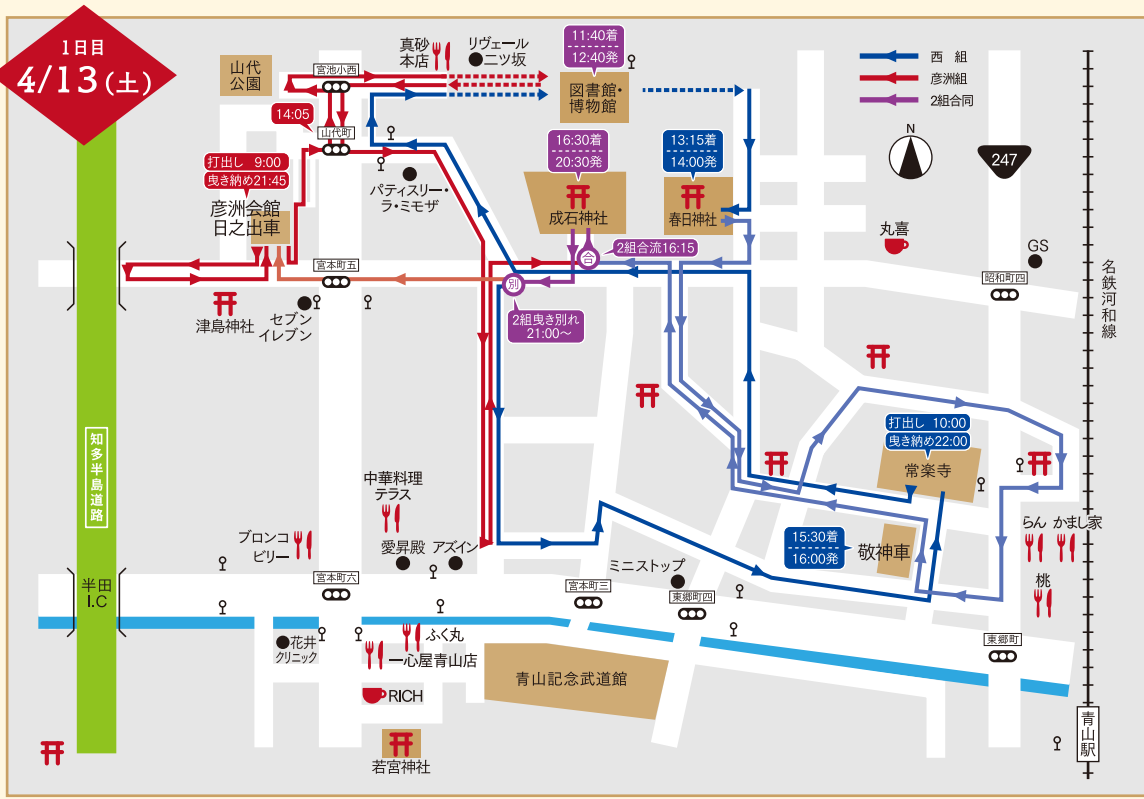 1日目
4/13(土)
山代
公園
宮池小西
真砂
本店
リヴェール
二ツ坂
11:40着
12:40発
図書館・
博物館
西 組
彦洲組
2組合同
N
247
14:05
山代町
打出し 9:00
曳き納め21:45
彦洲会館
日之出車
パティスリー・
ラ・ミモザ
16:30着
20:30発
成石神社
13:15着
14:00発
春日神社
丸喜
GS
昭和町四
名鉄河和線
2組合流16:15
合
別
2組曳き別れ
21:00〜
宮本町五
津島神社
セブン
イレブン
知多半島道路
打出し 10:00
曳き納め22:00
常楽寺
中華料理
テラス
愛昇殿
アズイン
ブロンコ
ビリー
15:30着
16:00発
敬神車
らん
かまし家
桃
ミニストップ
半田
I.C
宮本町六
宮本町三
東郷町四
東郷町
花井
クリニック
ふく丸
一心屋青山店
RICH
青山記念武道館
若宮神社
青山駅